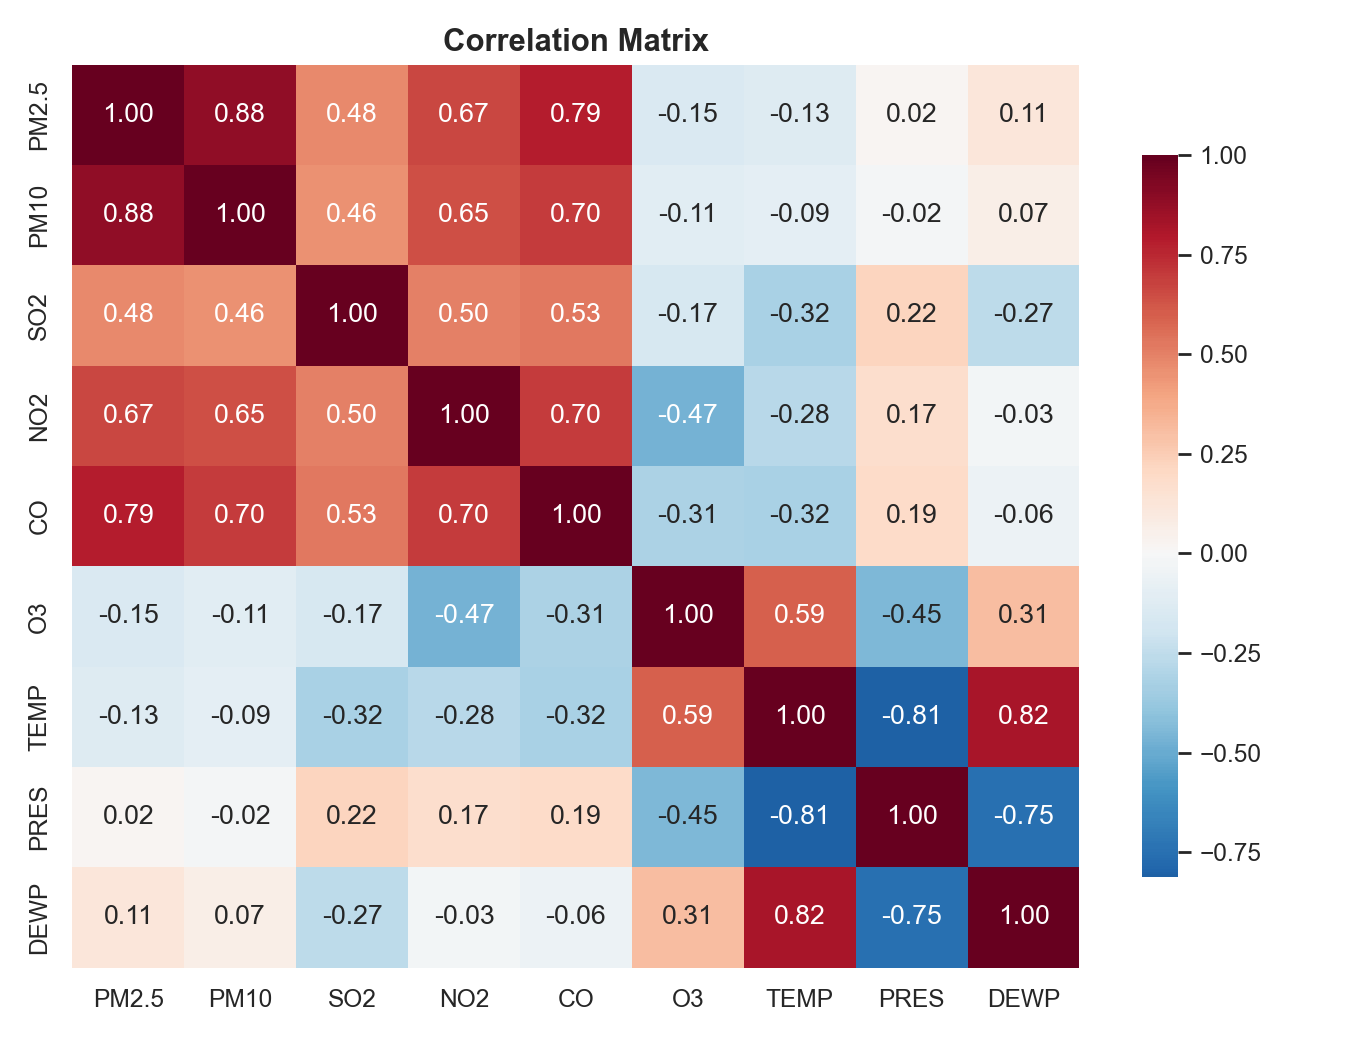 Correlation Matrix
PM2.5 1.00 0.88 0.48 0.67 0.79 -0.15 -0.13 0.02 0.11
PM10 0.88 1.00 0.46 0.65 0.70 -0.11 -0.09 -0.02 0.07
SO2 0.48 0.46 1.00 0.50 0.53 -0.17 -0.32 0.22 -0.27
NO2 0.67 0.65 0.50 1.00 0.70 -0.47 -0.28 0.17 -0.03
CO 0.79 0.70 0.53 0.70 1.00 -0.31 -0.32 0.19 -0.06
O3 -0.15 -0.11 -0.17 -0.47 -0.31 1.00 0.59 -0.45 0.31
TEMP -0.13 -0.09 -0.32 -0.28 -0.32 0.59 1.00 -0.81 0.82
PRES 0.02 -0.02 0.22 0.17 0.19 -0.45 -0.81 1.00 -0.75
DEWP 0.11 0.07 -0.27 -0.03 -0.06 0.31 0.82 -0.75 1.00
PM2.5 PM10 SO2 NO2 CO O3 TEMP PRES DEWP
1.00
0.75
0.50
0.25
0.00
−0.25
−0.50
−0.75